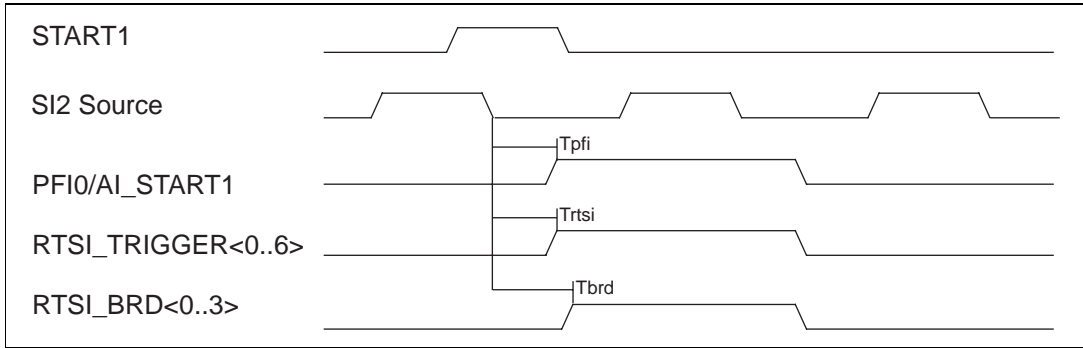 START1
SI2 Source
Tpfi
PFI0/AI_START1
Trtsi
RTSI_TRIGGER<0..6>
Tbrd
RTSI_BRD<0..3>